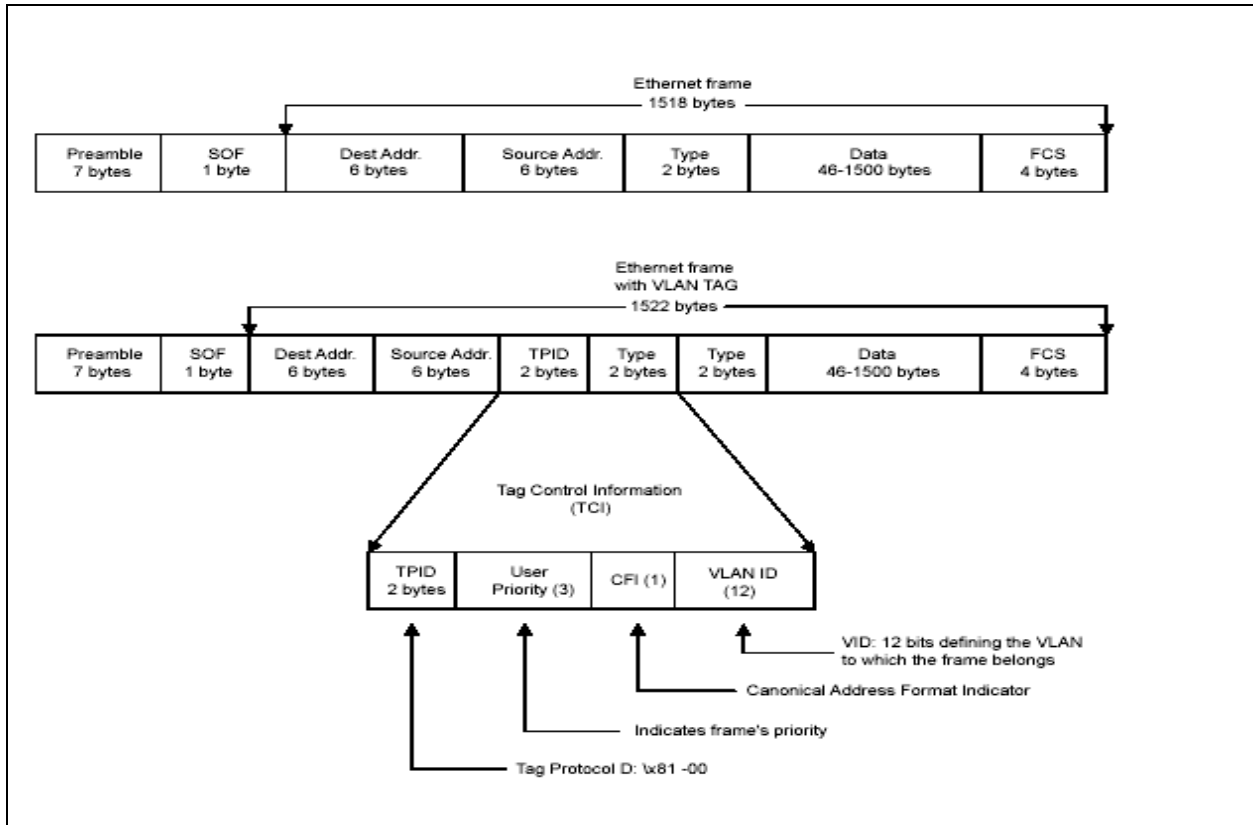 Ethernet frame
1518 bytes
Preamble
7 bytes
SOF
1 byte
Dest Addr.
6 bytes
Source Addr.
6 bytes
Type
2 bytes
Data
46-1500 bytes
FCS
4 bytes
Ethernet frame
with VLAN TAG
1522 bytes
Preamble
7 bytes
SOF
1 byte
Dest Addr.
6 bytes
Source Addr.
6 bytes
TPID
2 bytes
Type
2 bytes
Type
2 bytes
Data
46-1500 bytes
FCS
4 bytes
Tag Control Information
(TCI)
TPID
2 bytes
User
Priority (3)
CFI (1)
VLAN ID
(12)
VID: 12 bits defining the VLAN
to which the frame belongs
Canonical Address Format Indicator
Indicates frame's priority
Tag Protocol D: \x81 -00